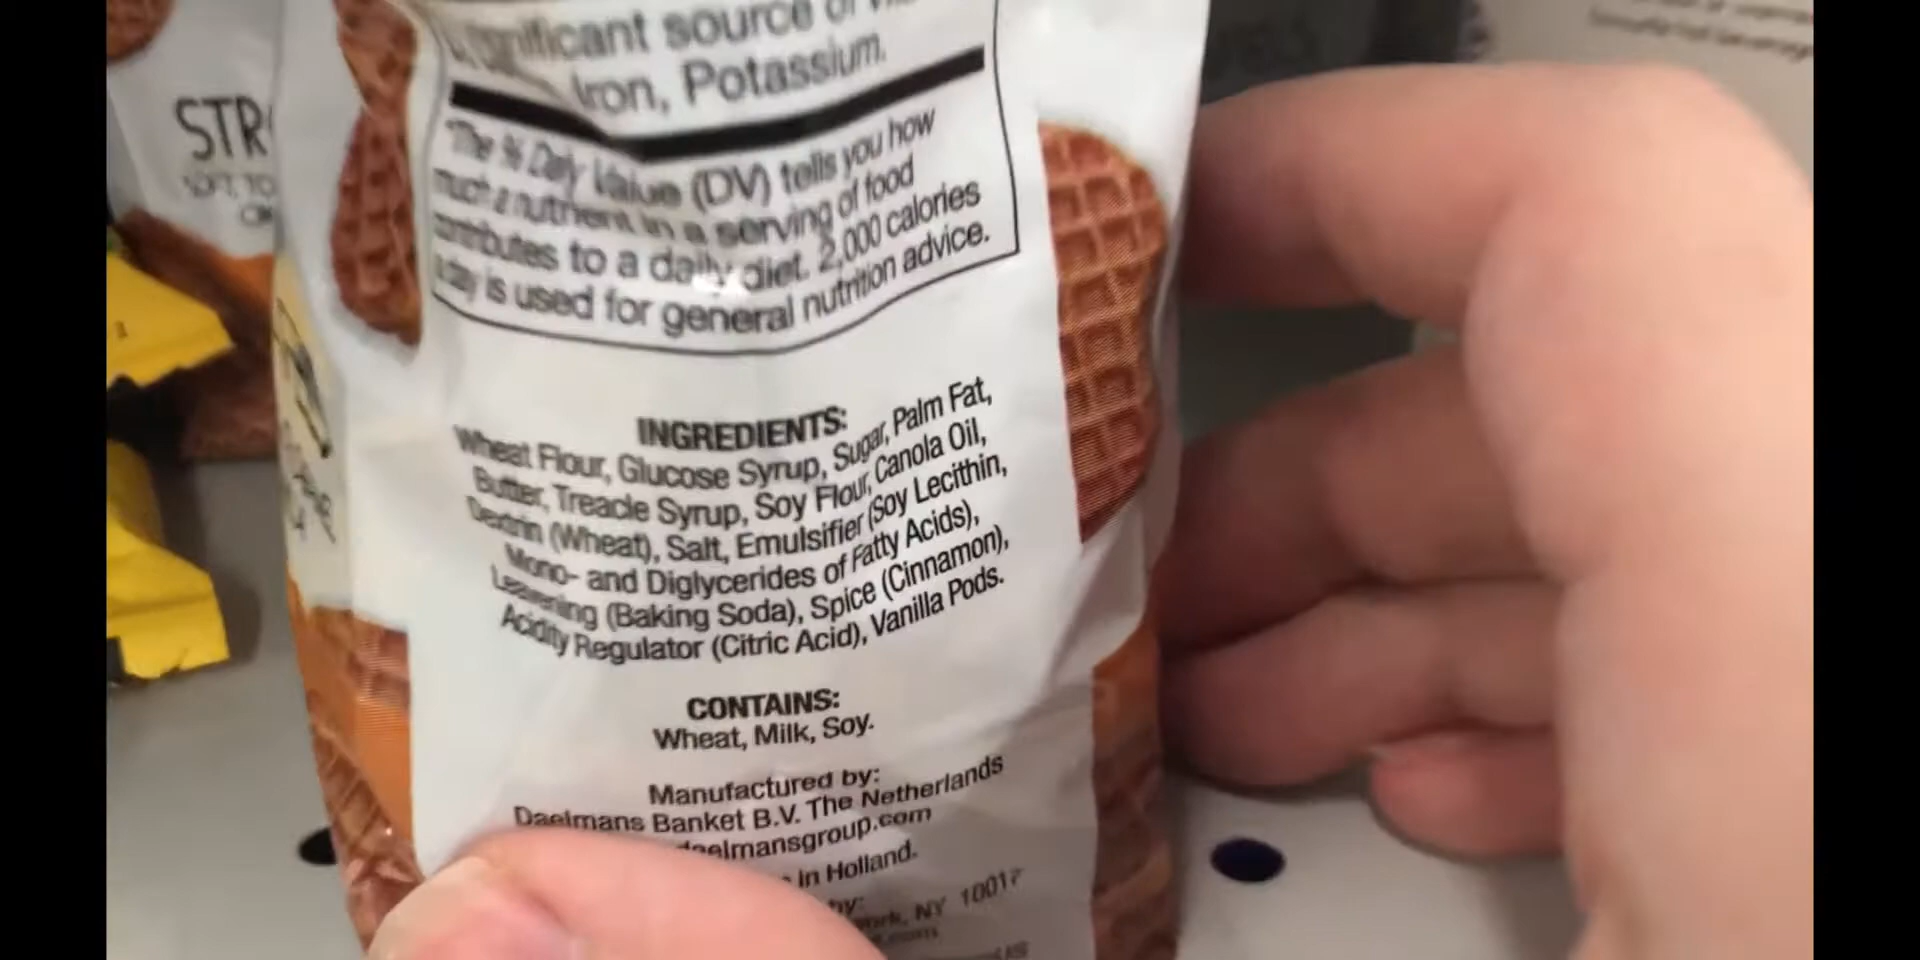 STR
significant source of
Iron, Potassium.
*The % Daily Value (DV) tells you how
much a nutrient in a serving of food
contributes to a daily diet. 2,000 calories
a day is used for general nutrition advice.
INGREDIENTS:
Wheat Flour, Glucose Syrup, Sugar, Palm Fat,
Butter, Treacle Syrup, Soy Flour, Canola Oil,
Dextrin (Wheat), Salt, Emulsifier (Soy Lecithin,
Mono- and Diglycerides of Fatty Acids),
Leavening (Baking Soda), Spice (Cinnamon),
Acidity Regulator (Citric Acid), Vanilla Pods.
CONTAINS:
Wheat, Milk, Soy.
Manufactured by:
Daelmans Banket B.V. The Netherlands
aelmansgroup.com
in Holland.
by:
NY 10017